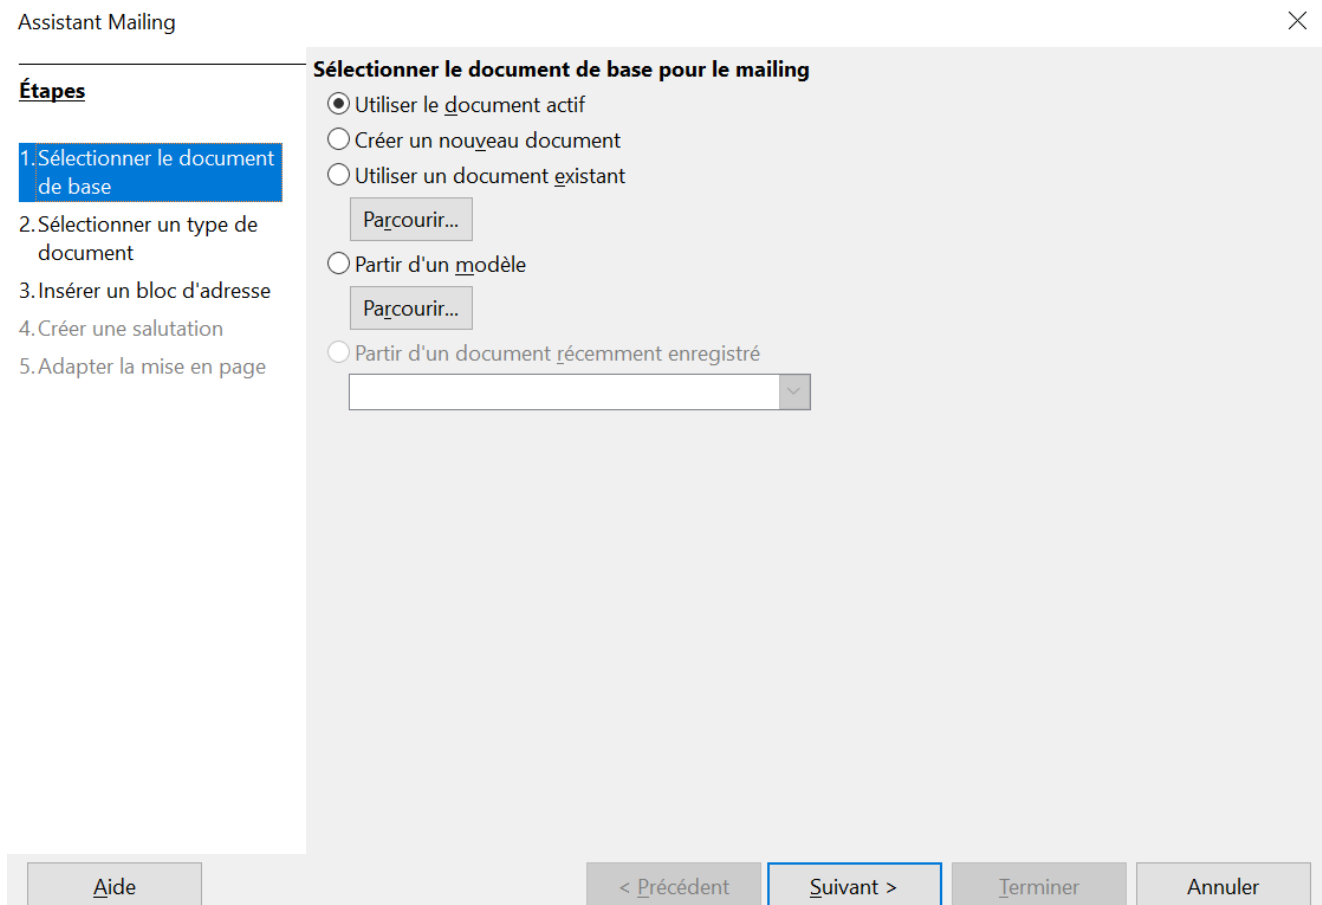 Assistant Mailing
Étapes
1. Sélectionner le document
de base
2. Sélectionner un type de
document
3. Insérer un bloc d'adresse
4. Créer une salutation
5. Adapter la mise en page
Sélectionner le document de base pour le mailing
Utiliser le document actif
Créer un nouveau document
Utiliser un document existant
Parcourir...
Partir d'un modèle
Parcourir...
Partir d'un document récemment enregistré
Aide
< Précédent
Suivant >
Terminer
Annuler